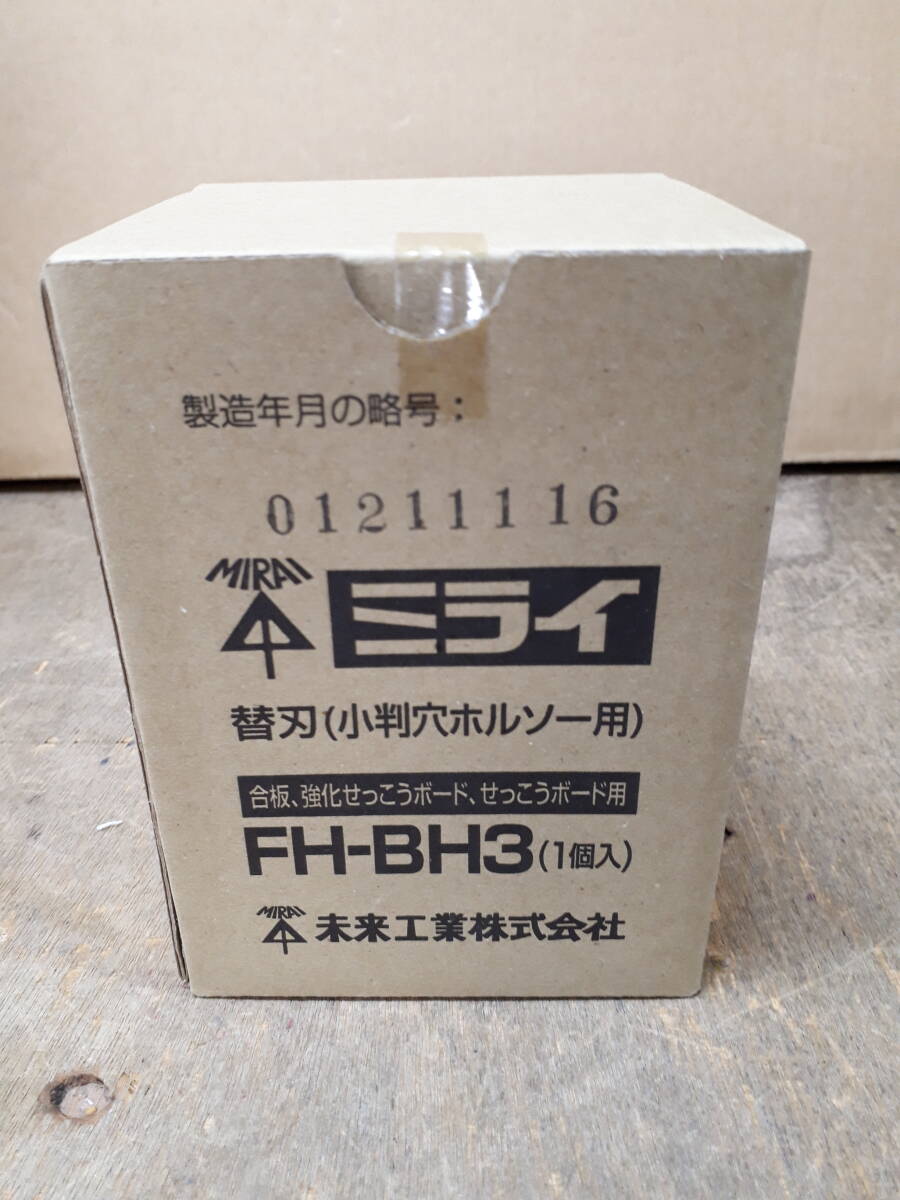 製造年月の略号：
01211116
MIRAI ミライ
替刃(小判穴ホルソー用)
合板、強化せっこうボード、せっこうボード用
FH-BH3(1個入)
MIRAI 未来工業株式会社